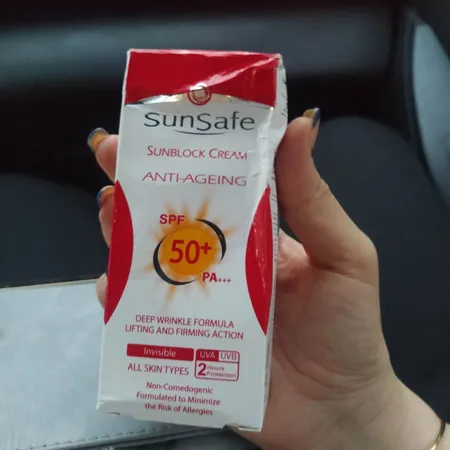 SunSafe
SUNBLOCK CREAM
ANTI-AGEING
SPF
50+
PA+++
DEEP WRINKLE FORMULA
LIFTING AND FIRMING ACTION
Invisible
UVA UVB
ALL SKIN TYPES
2 Hours Protection
Non-Comedogenic
Formulated to Minimize
the Risk of Allergies